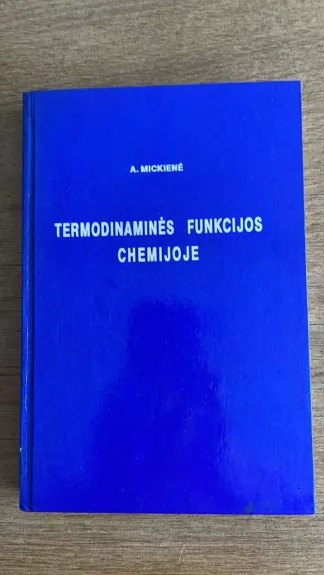 A. MICKIENĖ
TERMODINAMINĖS FUNKCIJOS
CHEMIJOJE